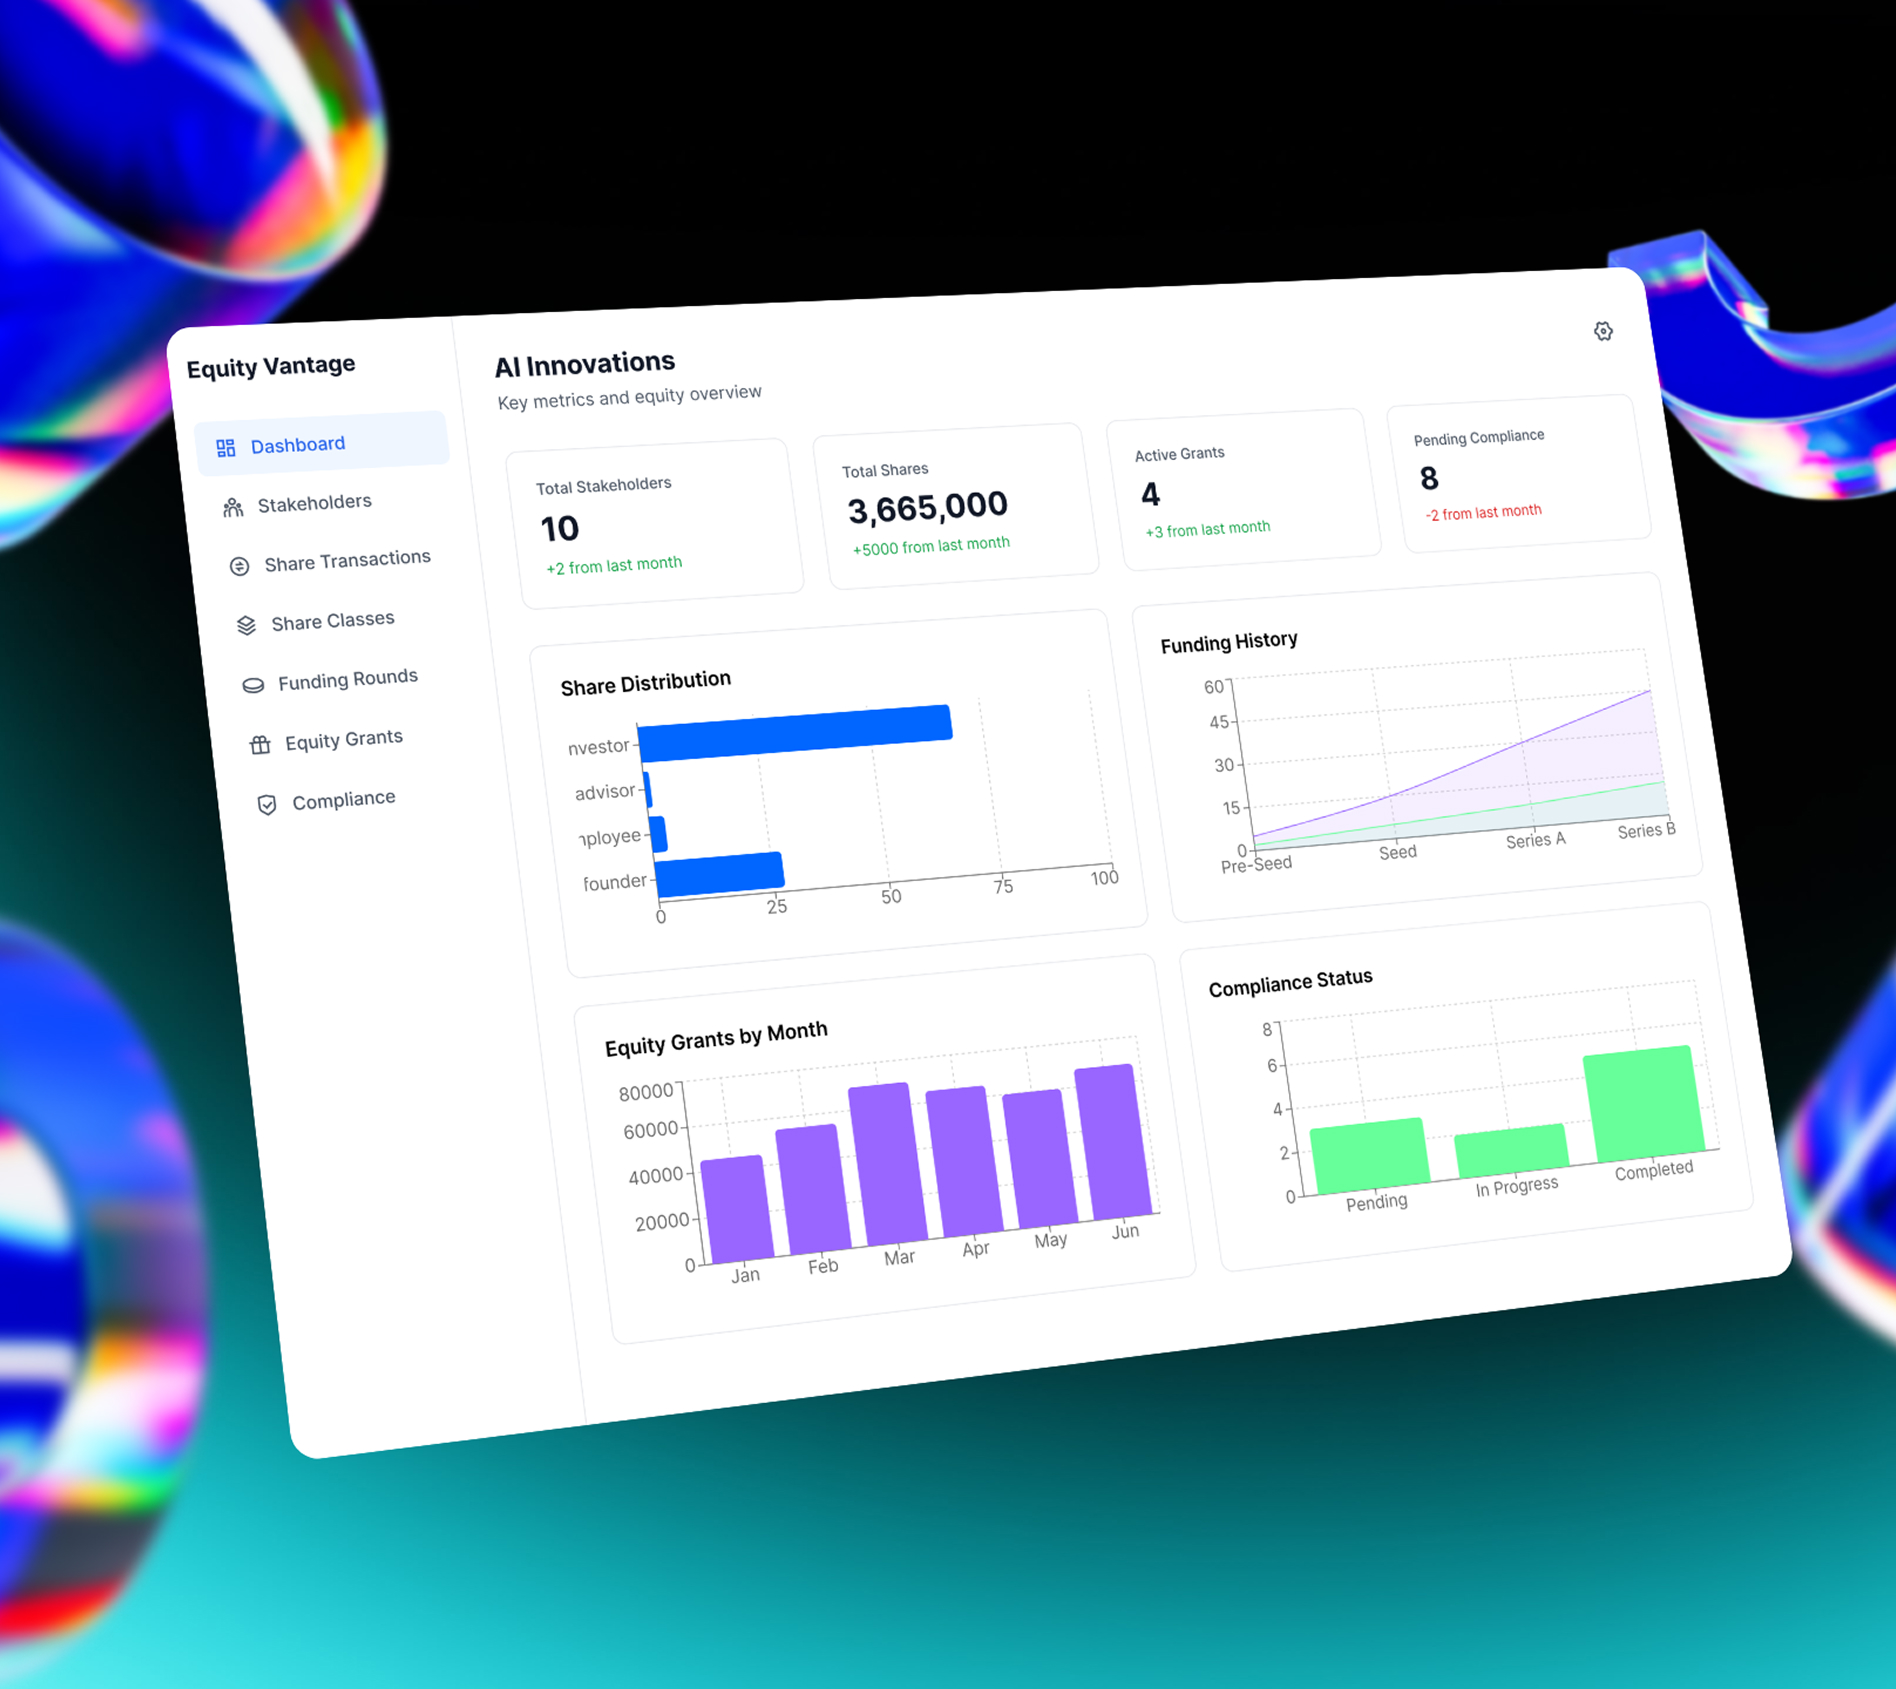 Equity Vantage
Dashboard
Stakeholders
Share Transactions
Share Classes
Funding Rounds
Equity Grants
Compliance
AI Innovations
Key metrics and equity overview
Total Stakeholders
10
+2 from last month
Total Shares
3,665,000
+5000 from last month
Active Grants
4
+3 from last month
Pending Compliance
8
-2 from last month
Share Distribution
nvestor
advisor
nployee
founder
0 25 50 75 100
Funding History
60
45
30
15
0
Pre-Seed Seed Series A Series B
Equity Grants by Month
80000
60000
40000
20000
0
Jan Feb Mar Apr May Jun
Compliance Status
8
6
4
2
0
Pending In Progress Completed